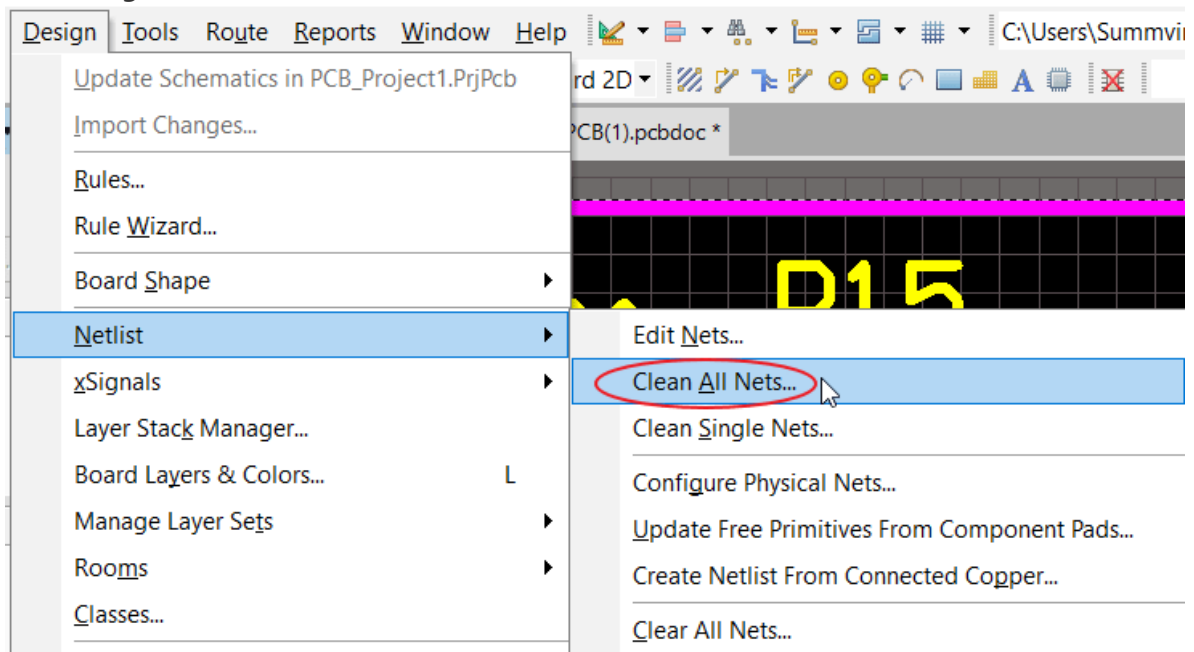 Design Tools Route Reports Window Help C:\Users\Summvi
Update Schematics in PCB_Project1.PrjPcb
rd 2D A
Import Changes...
PCB(1).pcbdoc *
Rules...
Rule Wizard...
Board Shape
R15
Netlist
Edit Nets...
xSignals
Clean All Nets...
Layer Stack Manager...
Clean Single Nets...
Board Layers & Colors... L
Configure Physical Nets...
Manage Layer Sets
Update Free Primitives From Component Pads...
Rooms
Create Netlist From Connected Copper...
Classes...
Clear All Nets...